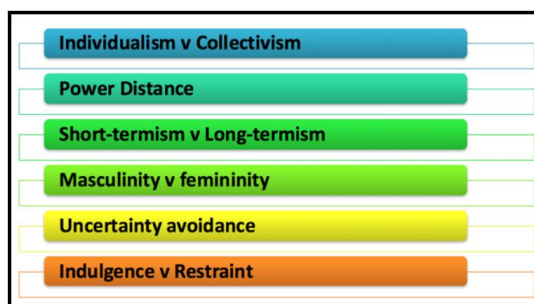 Individualism v Collectivism
Power Distance
Short-termism v Long-termism
Masculinity v femininity
Uncertainty avoidance
Indulgence v Restraint